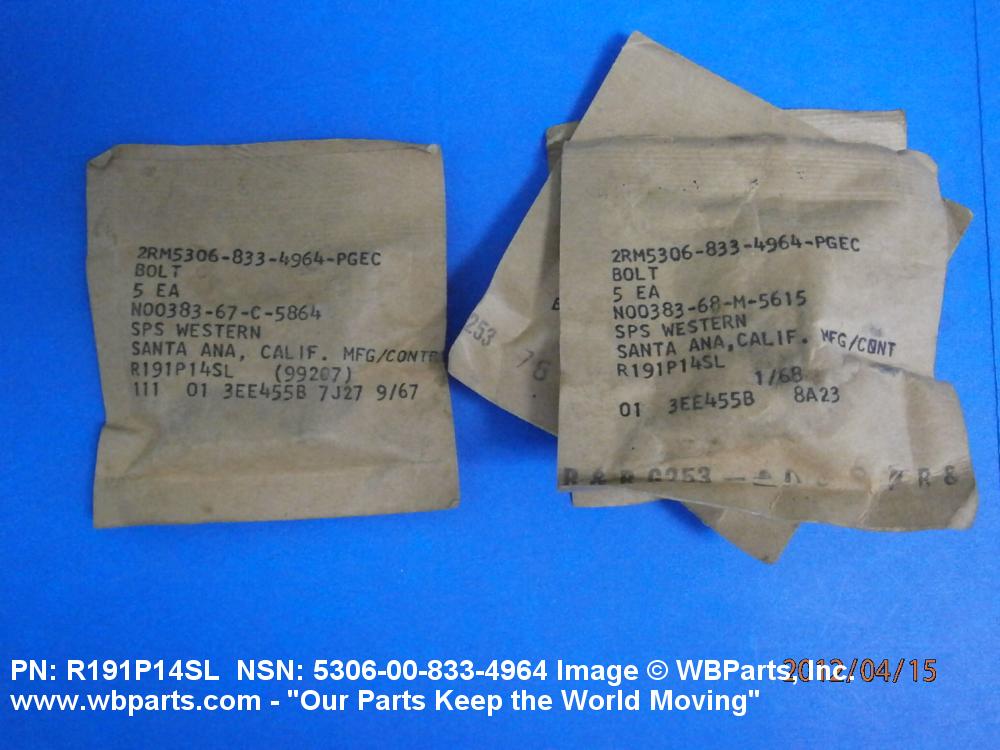 2RM5306-833-4964-PGEC
BOLT
5 EA
N00383-67-C-5864
SPS WESTERN
SANTA ANA, CALIF. MFG/CONTR
R191P14SL (99207)
111 01 3EE455B 7J27 9/67
253
78
2RM5306-833-4964-PGEC
BOLT
5 EA
N00383-68-M-5615
SPS WESTERN
SANTA ANA, CALIF. MFG/CONT
R191P14SL
1/68
01 3EE455B 8A23
R & R G253
R &
PN: R191P14SL NSN: 5306-00-833-4964 Image © WBParts, Inc.
2012/04/15
www.wbparts.com - "Our Parts Keep the World Moving"